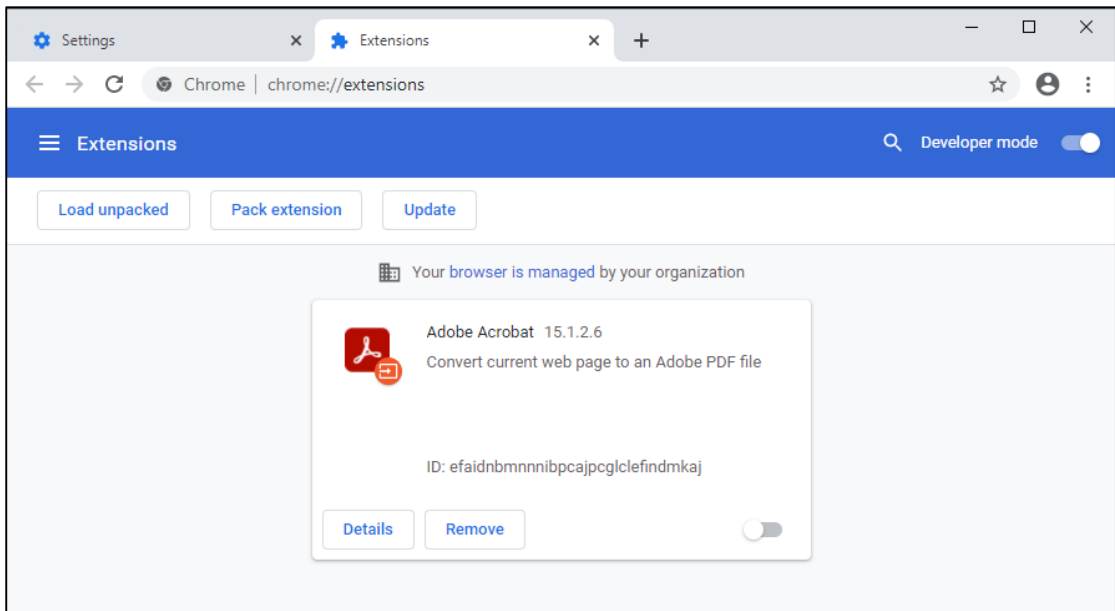 Settings
Extensions
Chrome | chrome://extensions
Extensions
Developer mode
Load unpacked
Pack extension
Update
Your browser is managed by your organization
Adobe Acrobat 15.1.2.6
Convert current web page to an Adobe PDF file
ID: efaidnbmnnnibpcajpcglclefindmkaj
Details
Remove